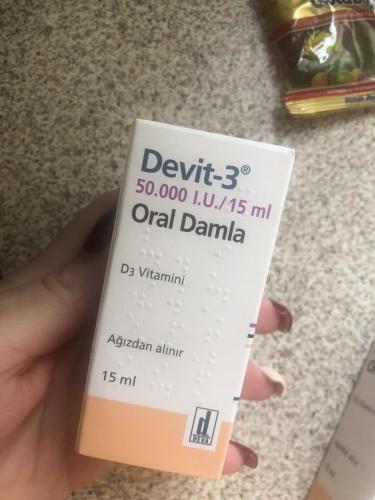 Devit-3®
50.000 I.U./15 ml
Oral Damla
D3 Vitamini
Ağızdan alınır
15 ml
d
DEVA